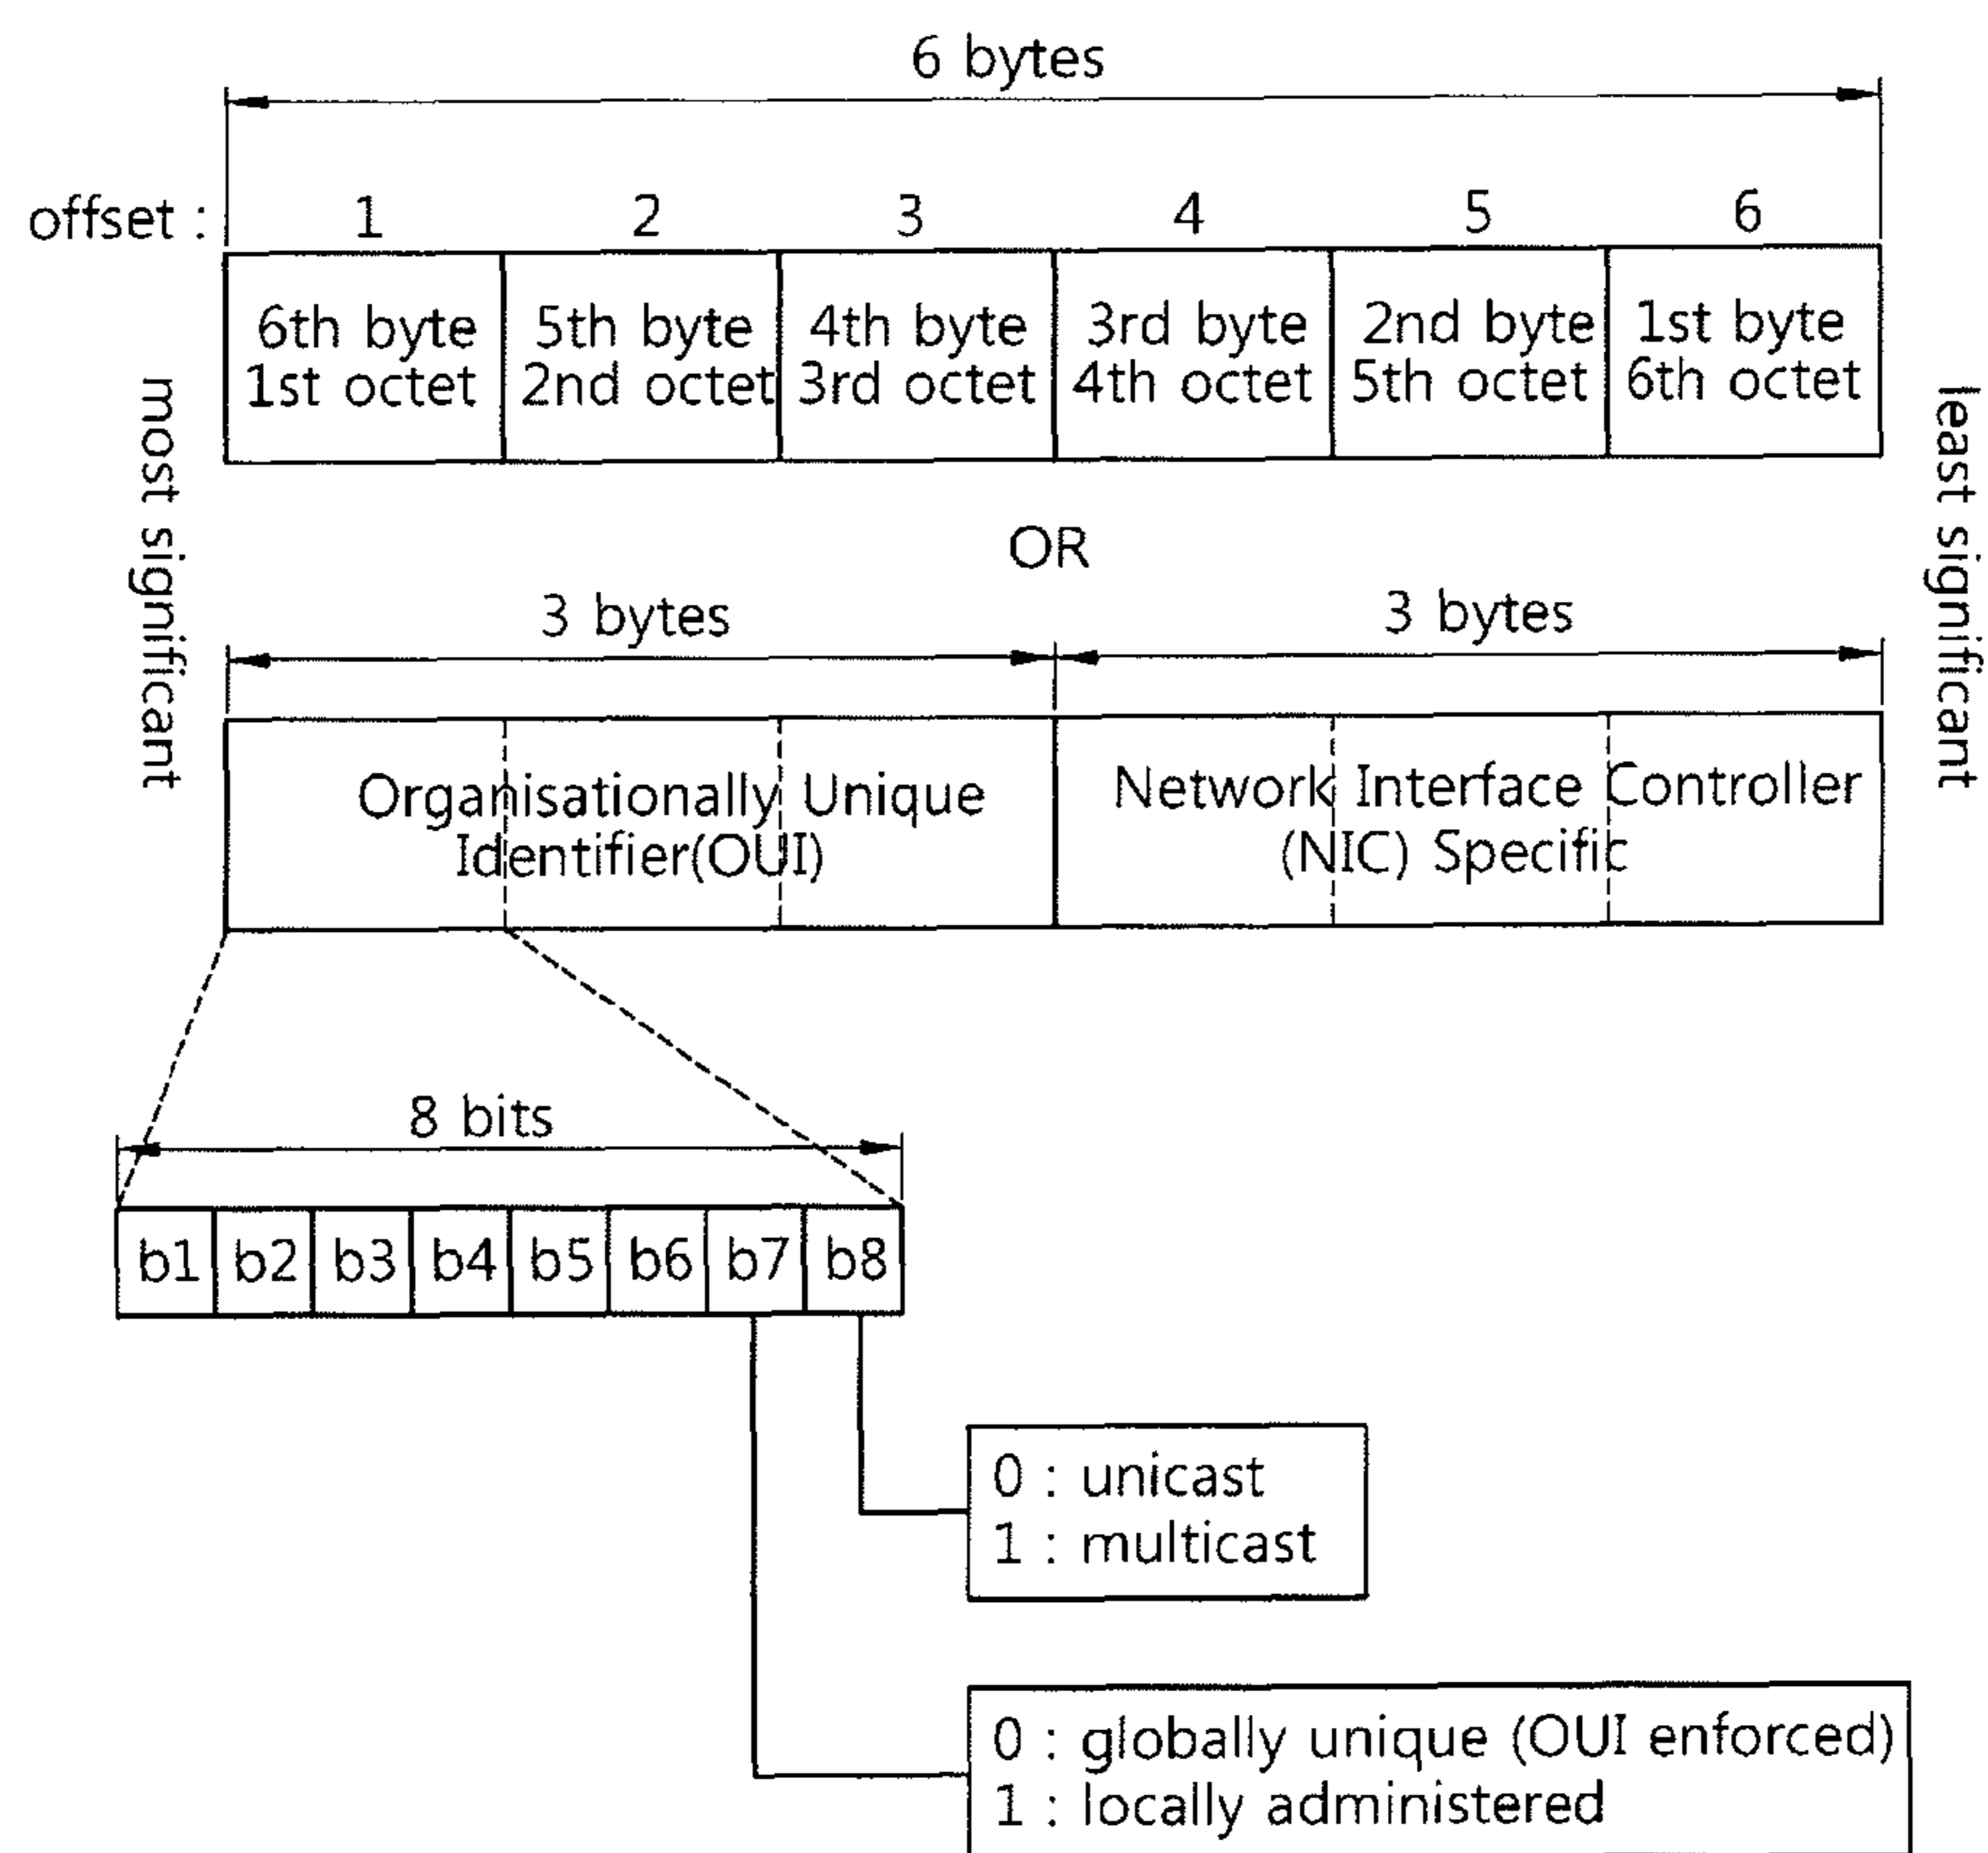 6 bytes
offset : 1 2 3 4 5 6
6th byte 5th byte 4th byte 3rd byte 2nd byte 1st byte
1st octet 2nd octet 3rd octet 4th octet 5th octet 6th octet
most significant
least significant
OR
3 bytes 3 bytes
Organisationally Unique
Identifier(OUI)
Network Interface Controller
(NIC) Specific
8 bits
b1 b2 b3 b4 b5 b6 b7 b8
0 : unicast
1 : multicast
0 : globally unique (OUI enforced)
1 : locally administered